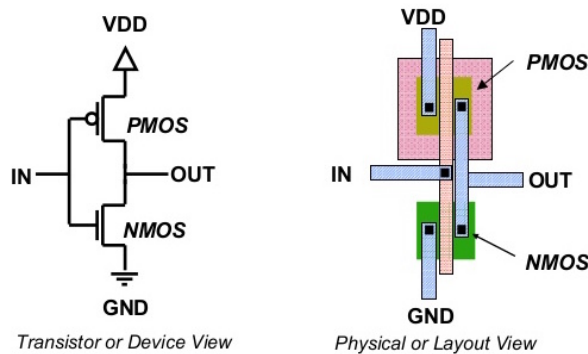 VDD
PMOS
IN
OUT
NMOS
GND
Transistor or Device View
VDD
PMOS
IN
OUT
NMOS
GND
Physical or Layout View